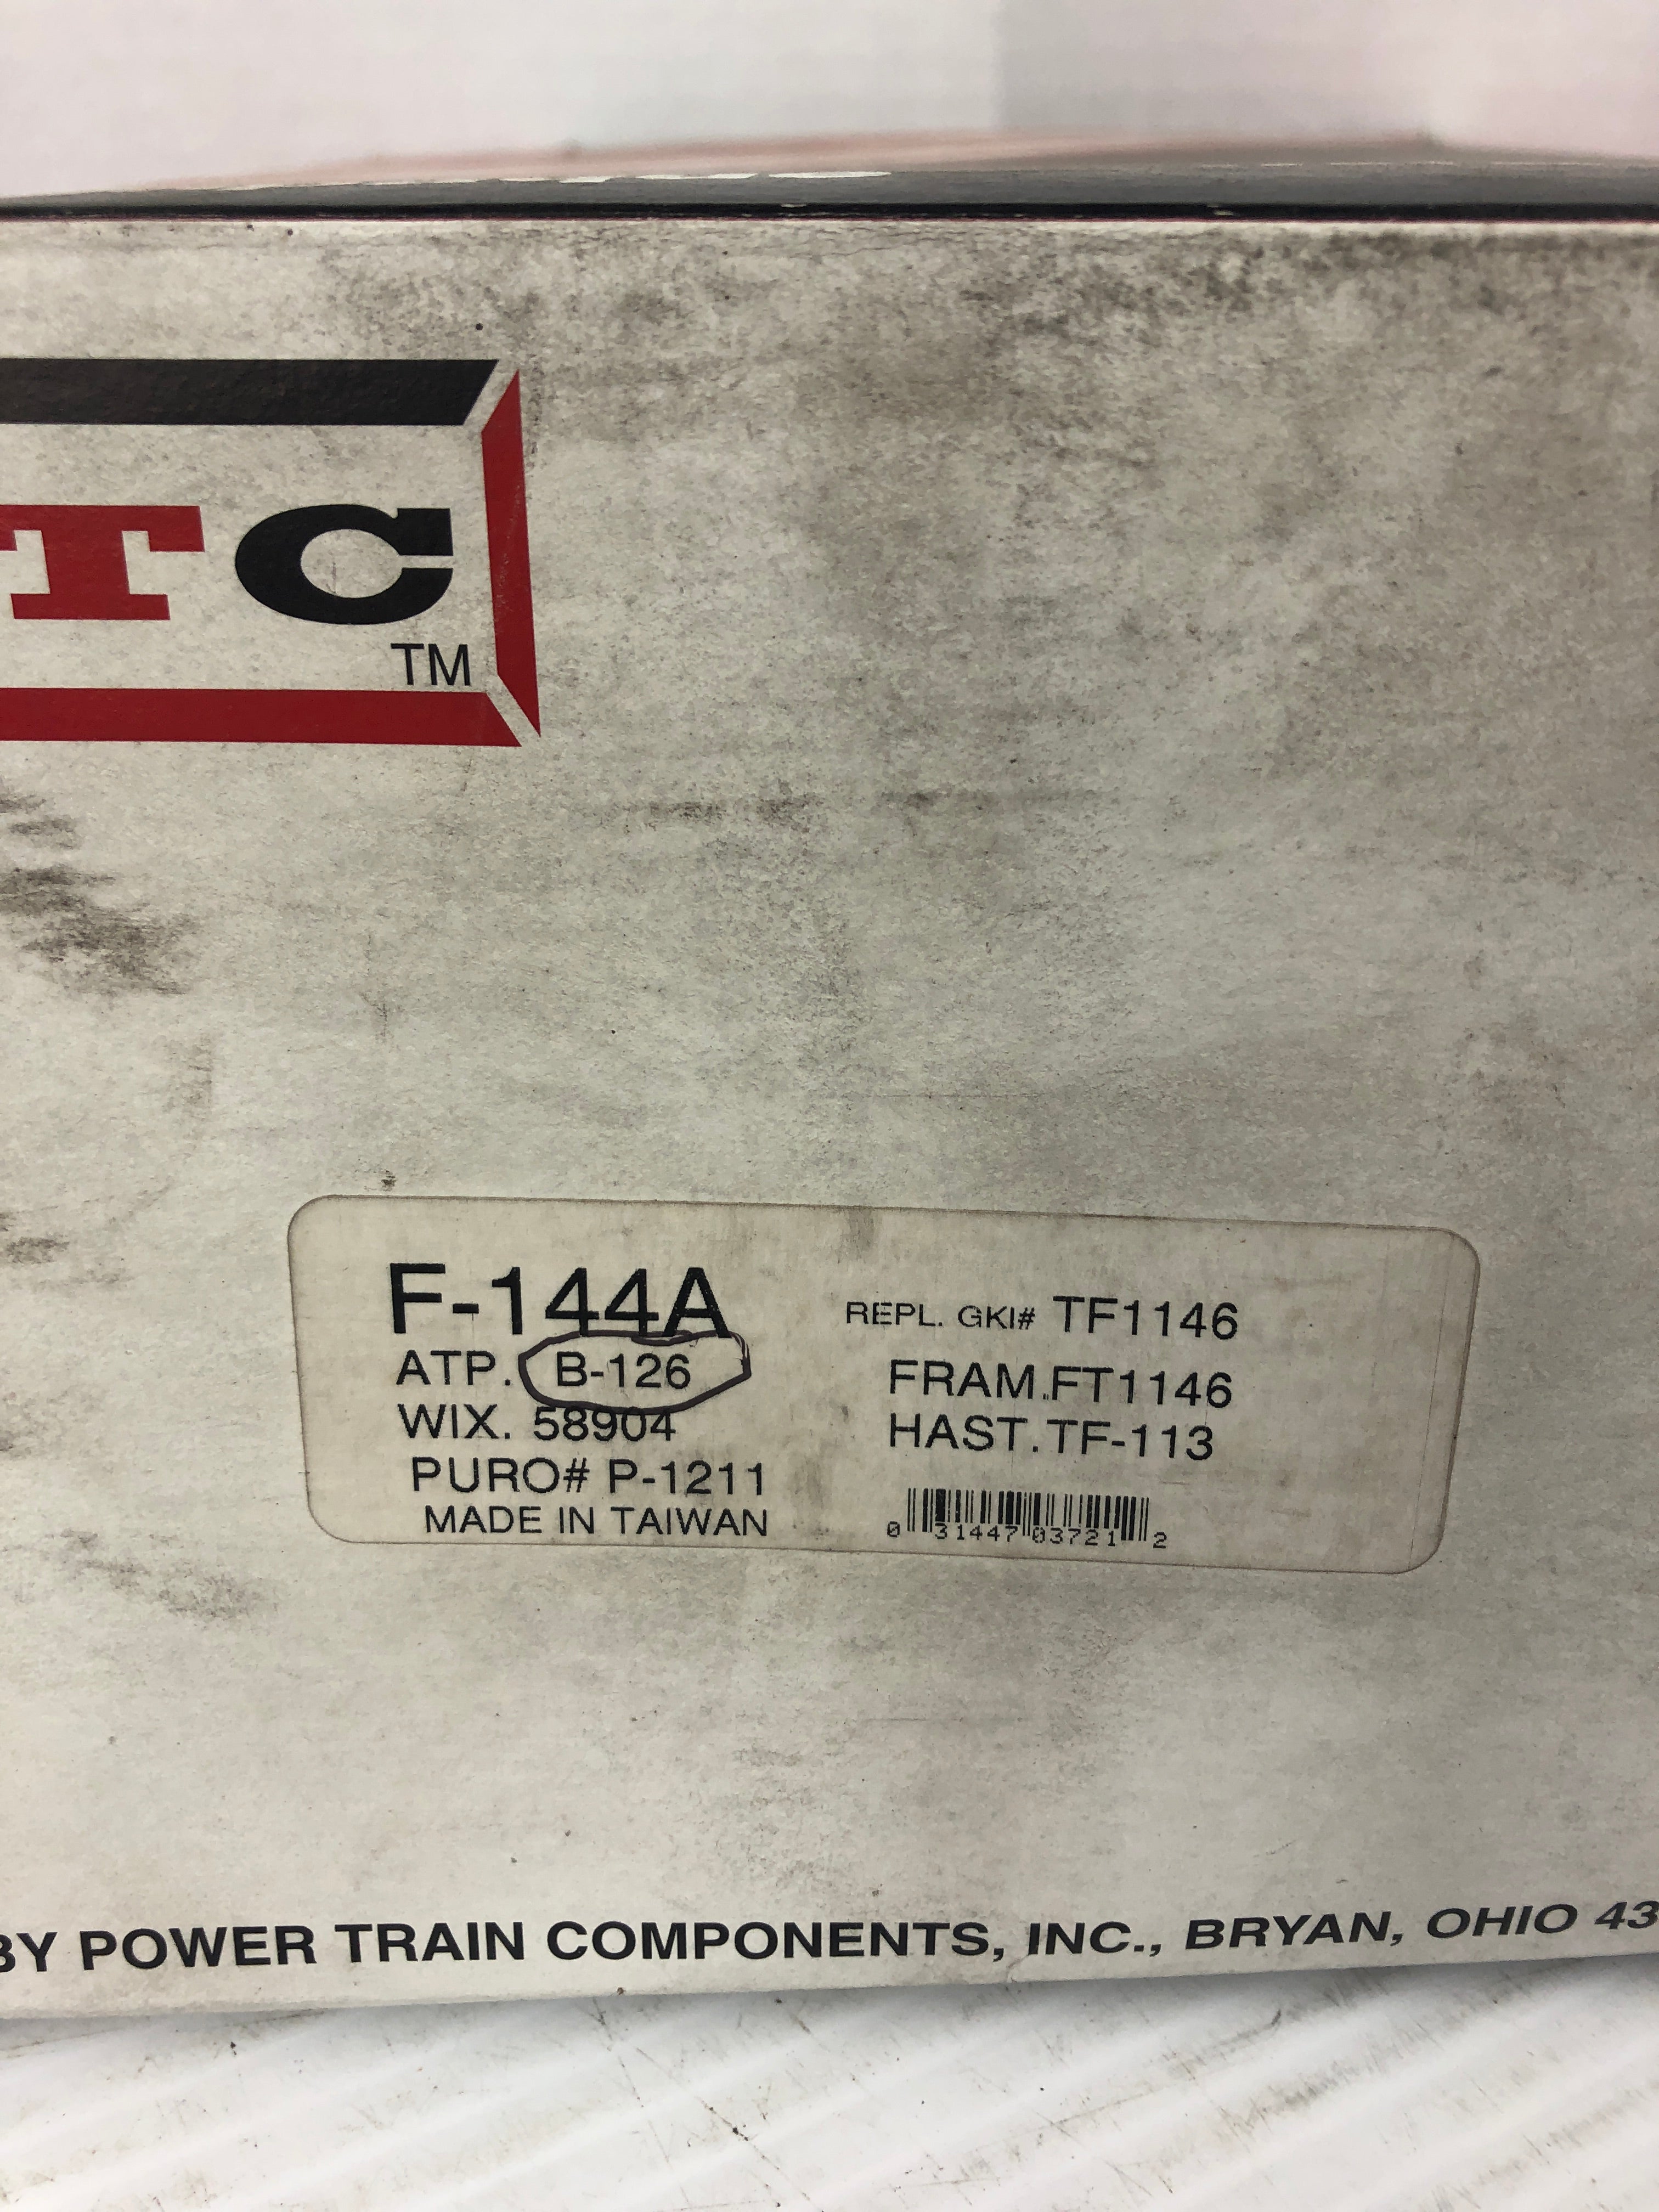 TC
TM
F-144A
ATP. B-126
WIX. 58904
PURO# P-1211
MADE IN TAIWAN
REPL. GKI# TF1146
FRAM.FT1146
HAST.TF-113
0 31447 03721 2
BY POWER TRAIN COMPONENTS, INC., BRYAN, OHIO 43